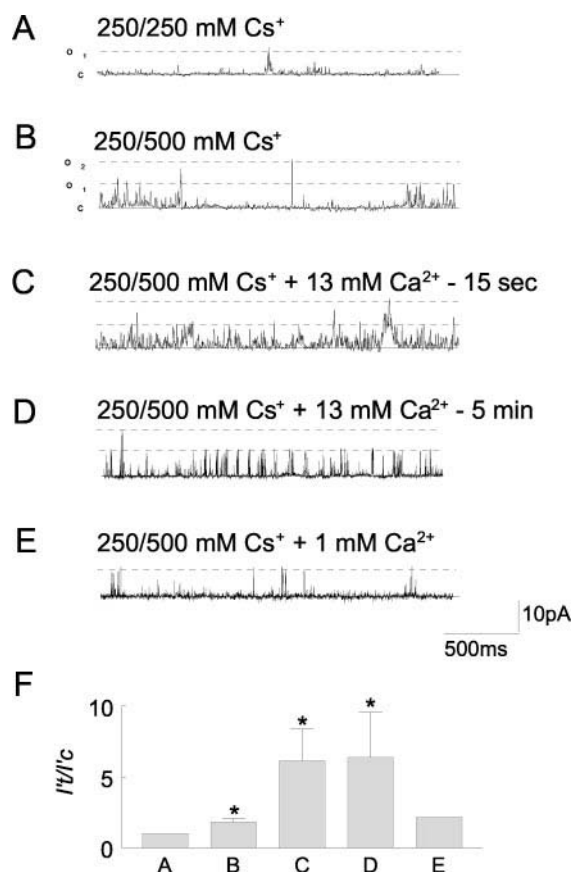 A
250/250 mM Cs⁺
O 1
C
B
250/500 mM Cs⁺
O 2
O 1
C
C
250/500 mM Cs⁺ + 13 mM Ca²⁺ - 15 sec
D
250/500 mM Cs⁺ + 13 mM Ca²⁺ - 5 min
E
250/500 mM Cs⁺ + 1 mM Ca²⁺
10pA
500ms
F
10
5
0
I't/I'c
* * *
A B C D E